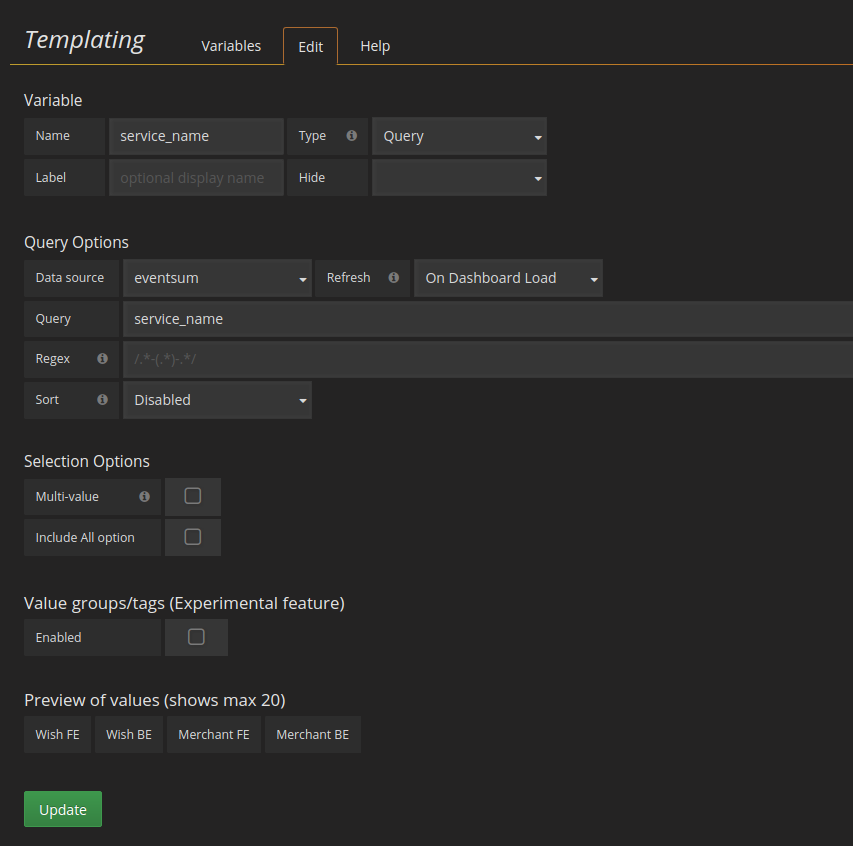 Templating Variables Edit Help
Variable
Name service_name Type Query
Label optional display name Hide
Query Options
Data source eventsum Refresh On Dashboard Load
Query service_name
Regex /.*-(.*)-.*/
Sort Disabled
Selection Options
Multi-value
Include All option
Value groups/tags (Experimental feature)
Enabled
Preview of values (shows max 20)
Wish FE Wish BE Merchant FE Merchant BE
Update